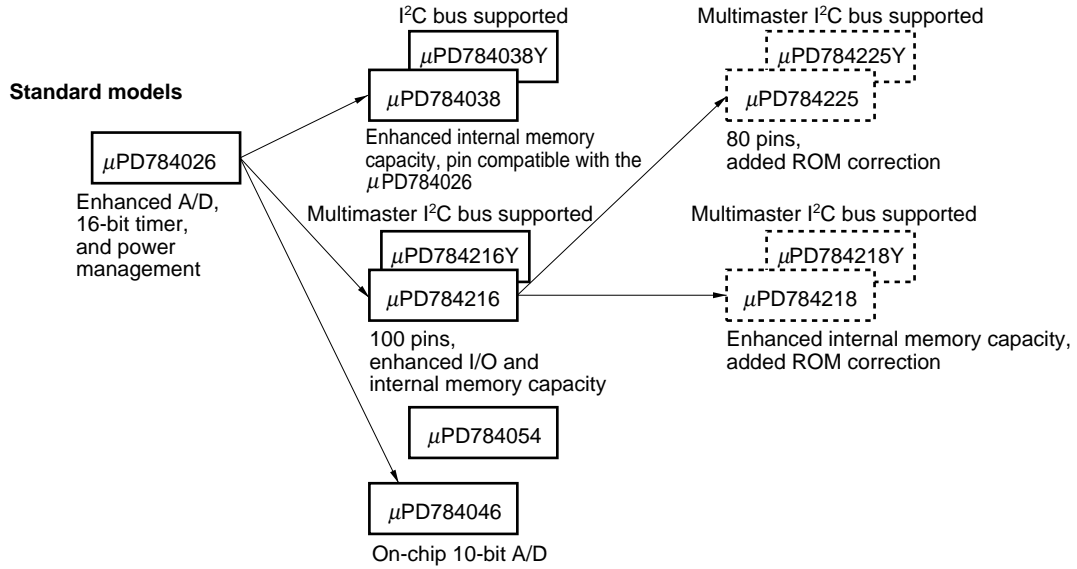 Standard models
μPD784026
Enhanced A/D,
16-bit timer,
and power
management
I²C bus supported
μPD784038Y
μPD784038
Enhanced internal memory
capacity, pin compatible with the
μPD784026
Multimaster I²C bus supported
μPD784216Y
μPD784216
100 pins,
enhanced I/O and
internal memory capacity
μPD784054
μPD784046
On-chip 10-bit A/D
Multimaster I²C bus supported
μPD784225Y
μPD784225
80 pins,
added ROM correction
Multimaster I²C bus supported
μPD784218Y
μPD784218
Enhanced internal memory capacity,
added ROM correction